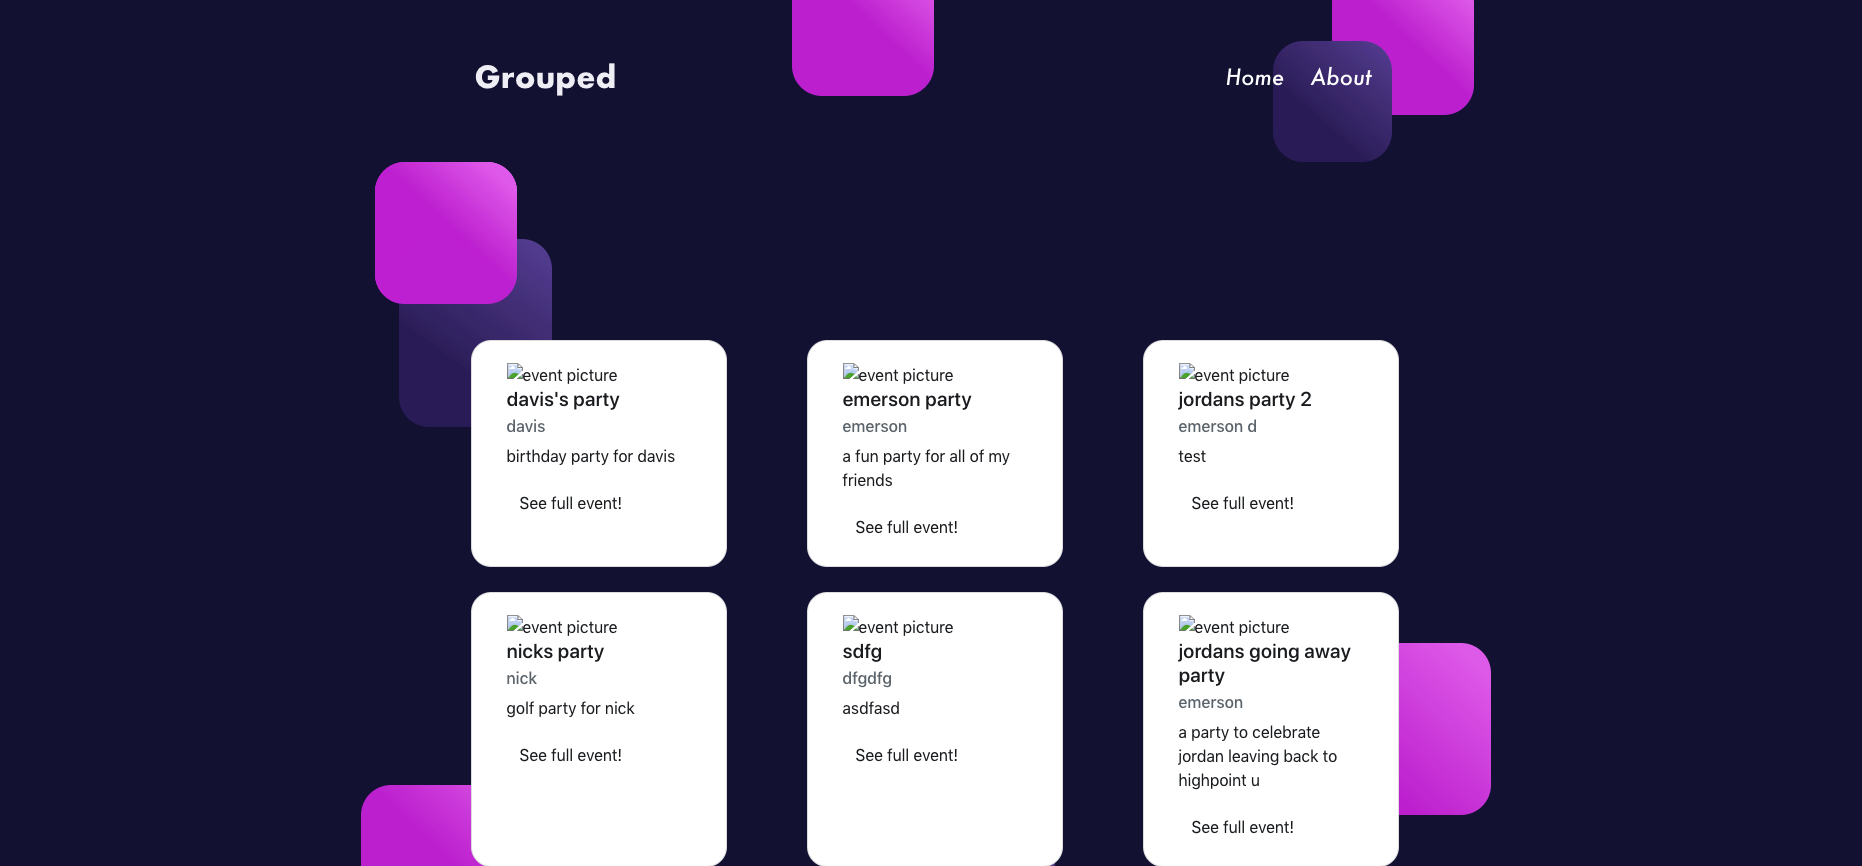 Grouped
Home About
event picture
davis's party
davis
birthday party for davis
See full event!
event picture
emerson party
emerson
a fun party for all of my
friends
See full event!
event picture
jordans party 2
emerson d
test
See full event!
event picture
nicks party
nick
golf party for nick
See full event!
event picture
sdfg
dfgdfg
asdfasd
See full event!
event picture
jordans going away
party
emerson
a party to celebrate
jordan leaving back to
highpoint u
See full event!